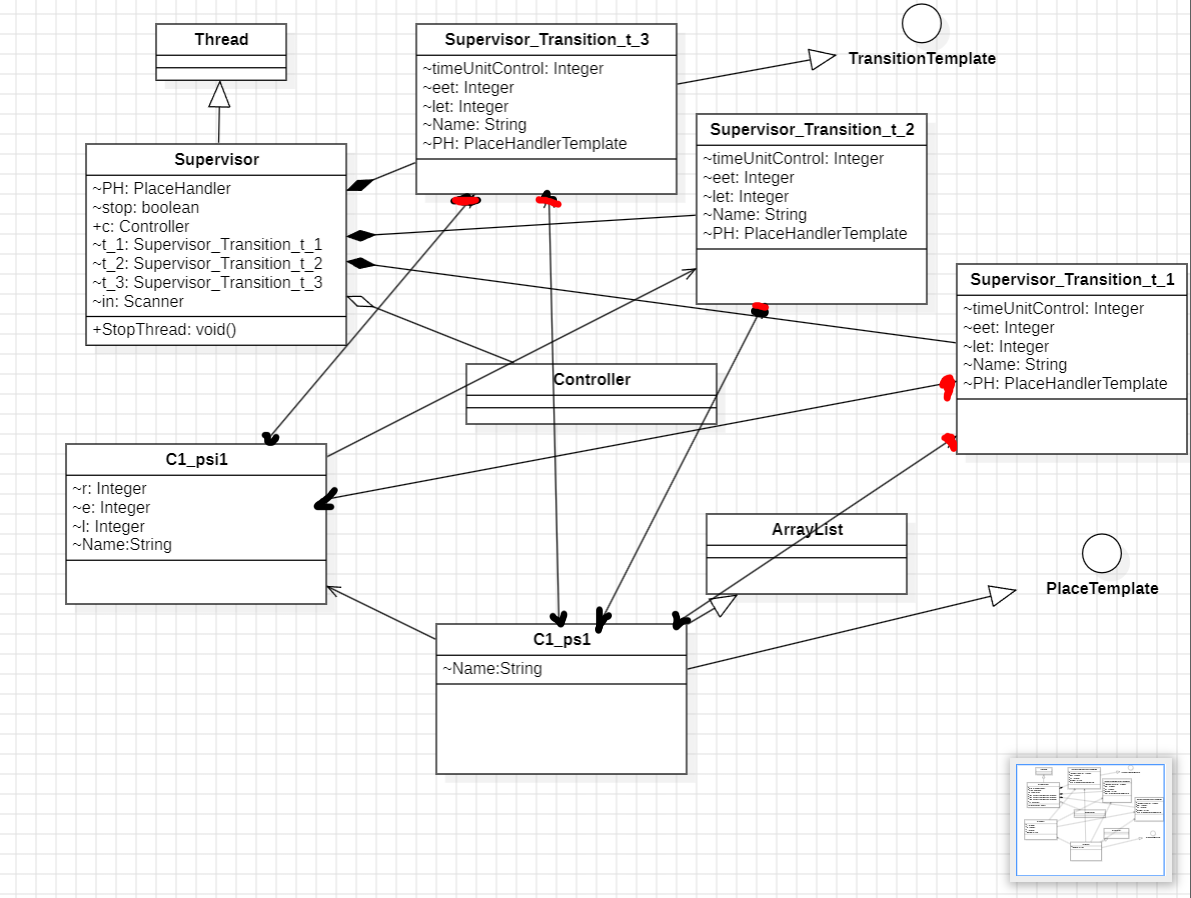 Thread
Supervisor_Transition_t_3
~timeUnitControl: Integer
~eet: Integer
~let: Integer
~Name: String
~PH: PlaceHandlerTemplate
TransitionTemplate
Supervisor_Transition_t_2
~timeUnitControl: Integer
~eet: Integer
~let: Integer
~Name: String
~PH: PlaceHandlerTemplate
Supervisor
~PH: PlaceHandler
~stop: boolean
+c: Controller
~t_1: Supervisor_Transition_t_1
~t_2: Supervisor_Transition_t_2
~t_3: Supervisor_Transition_t_3
~in: Scanner
+StopThread: void()
Supervisor_Transition_t_1
~timeUnitControl: Integer
~eet: Integer
~let: Integer
~Name: String
~PH: PlaceHandlerTemplate
Controller
C1_psi1
~r: Integer
~e: Integer
~l: Integer
~Name:String
ArrayList
PlaceTemplate
C1_ps1
~Name:String